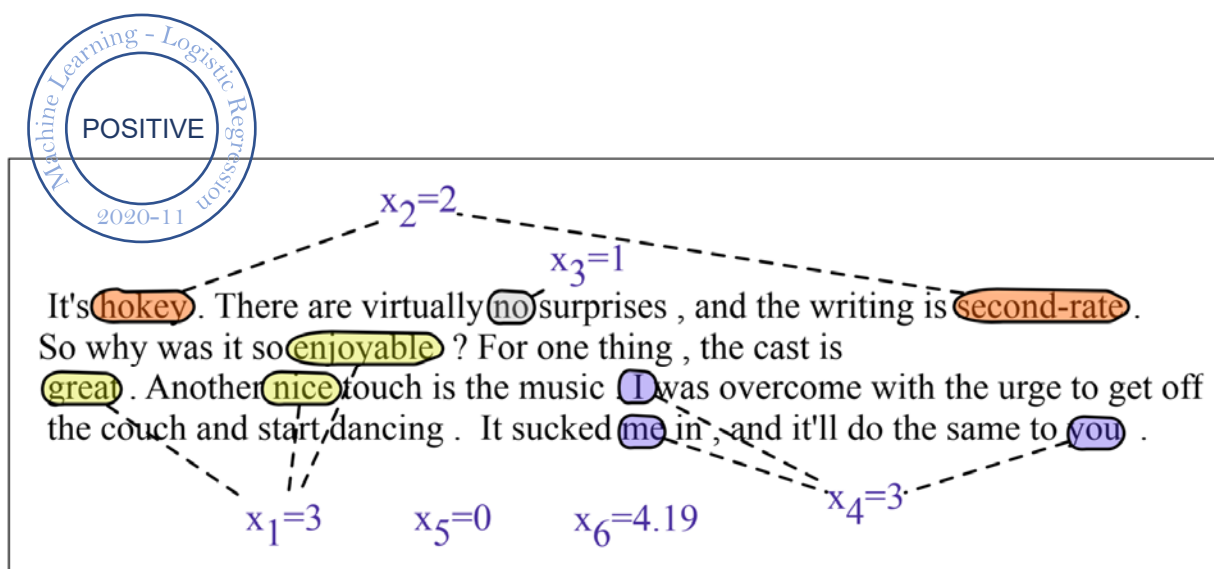 Machine Learning - Logistic Regression
POSITIVE
2020-11
x2=2
x3=1
It's hokey . There are virtually no surprises , and the writing is second-rate .
So why was it so enjoyable ? For one thing , the cast is
great . Another nice touch is the music . I was overcome with the urge to get off
the couch and start dancing . It sucked me in , and it'll do the same to you .
x1=3 x5=0 x6=4.19 x4=3